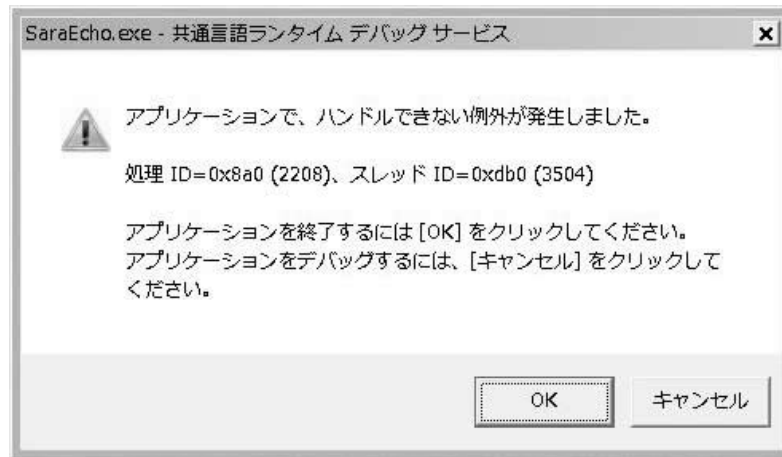 SaraEcho.exe - 共通言語ランタイム デバッグ サービス
アプリケーションで、ハンドルできない例外が発生しました。
処理 ID=0x8a0 (2208)、スレッド ID=0xdb0 (3504)
アプリケーションを終了するには [OK] をクリックしてください。
アプリケーションをデバッグするには、[キャンセル] をクリックして
ください。
OK
キャンセル